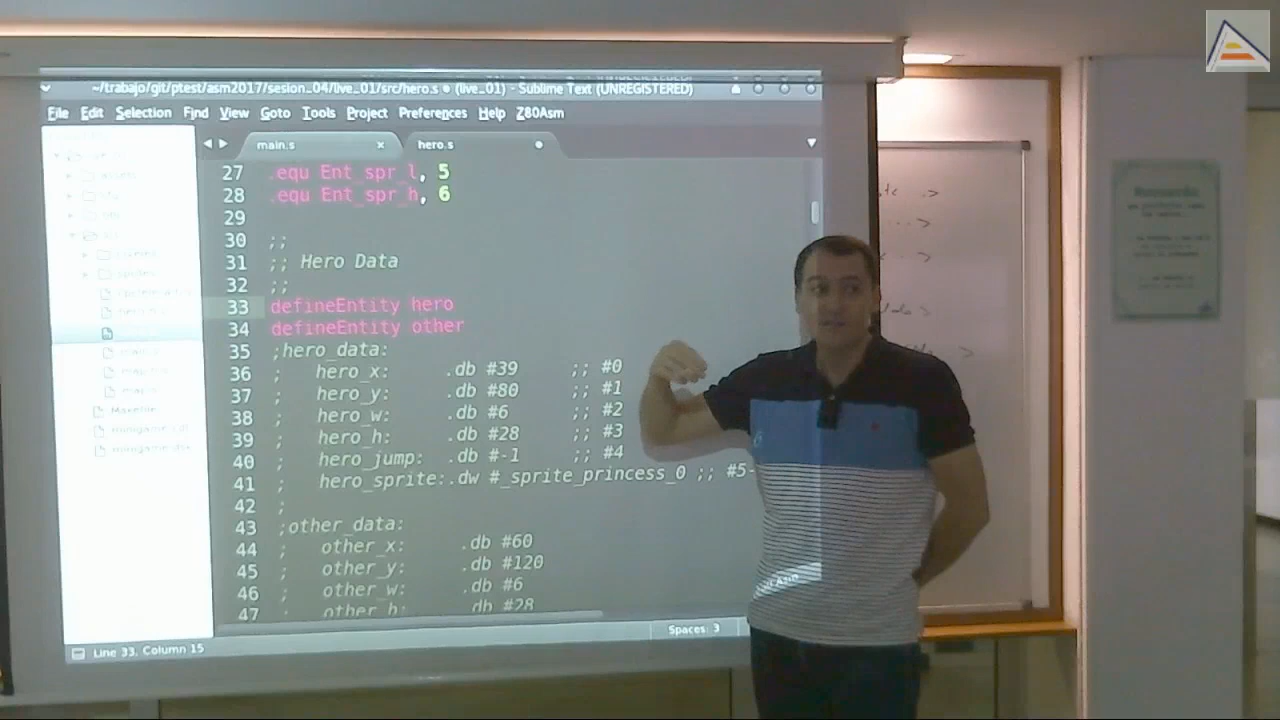 ~/trabajo/git/ptest/asm2017/sesion_04/live_01/src/hero.s • (live_01) - Sublime Text (UNREGISTERED)
File Edit Selection Find View Goto Tools Project Preferences Help Z80Asm
main.s × hero.s
27 .equ Ent_spr_l, 5
28 .equ Ent_spr_h, 6
29
30 ;;
31 ;; Hero Data
32 ;;
33 defineEntity hero
34 defineEntity other
35 ;hero_data:
36 ; hero_x: .db #39 ;; #0
37 ; hero_y: .db #80 ;; #1
38 ; hero_w: .db #6 ;; #2
39 ; hero_h: .db #28 ;; #3
40 ; hero_jump: .db #-1 ;; #4
41 ; hero_sprite:.dw #_sprite_princess_0 ;; #5-
42 ;
43 ;other_data:
44 ; other_x: .db #60
45 ; other_y: .db #120
46 ; other_w: .db #6
47 ; other_h: .db #28
Makefile
Line 33, Column 15
Spaces: 3